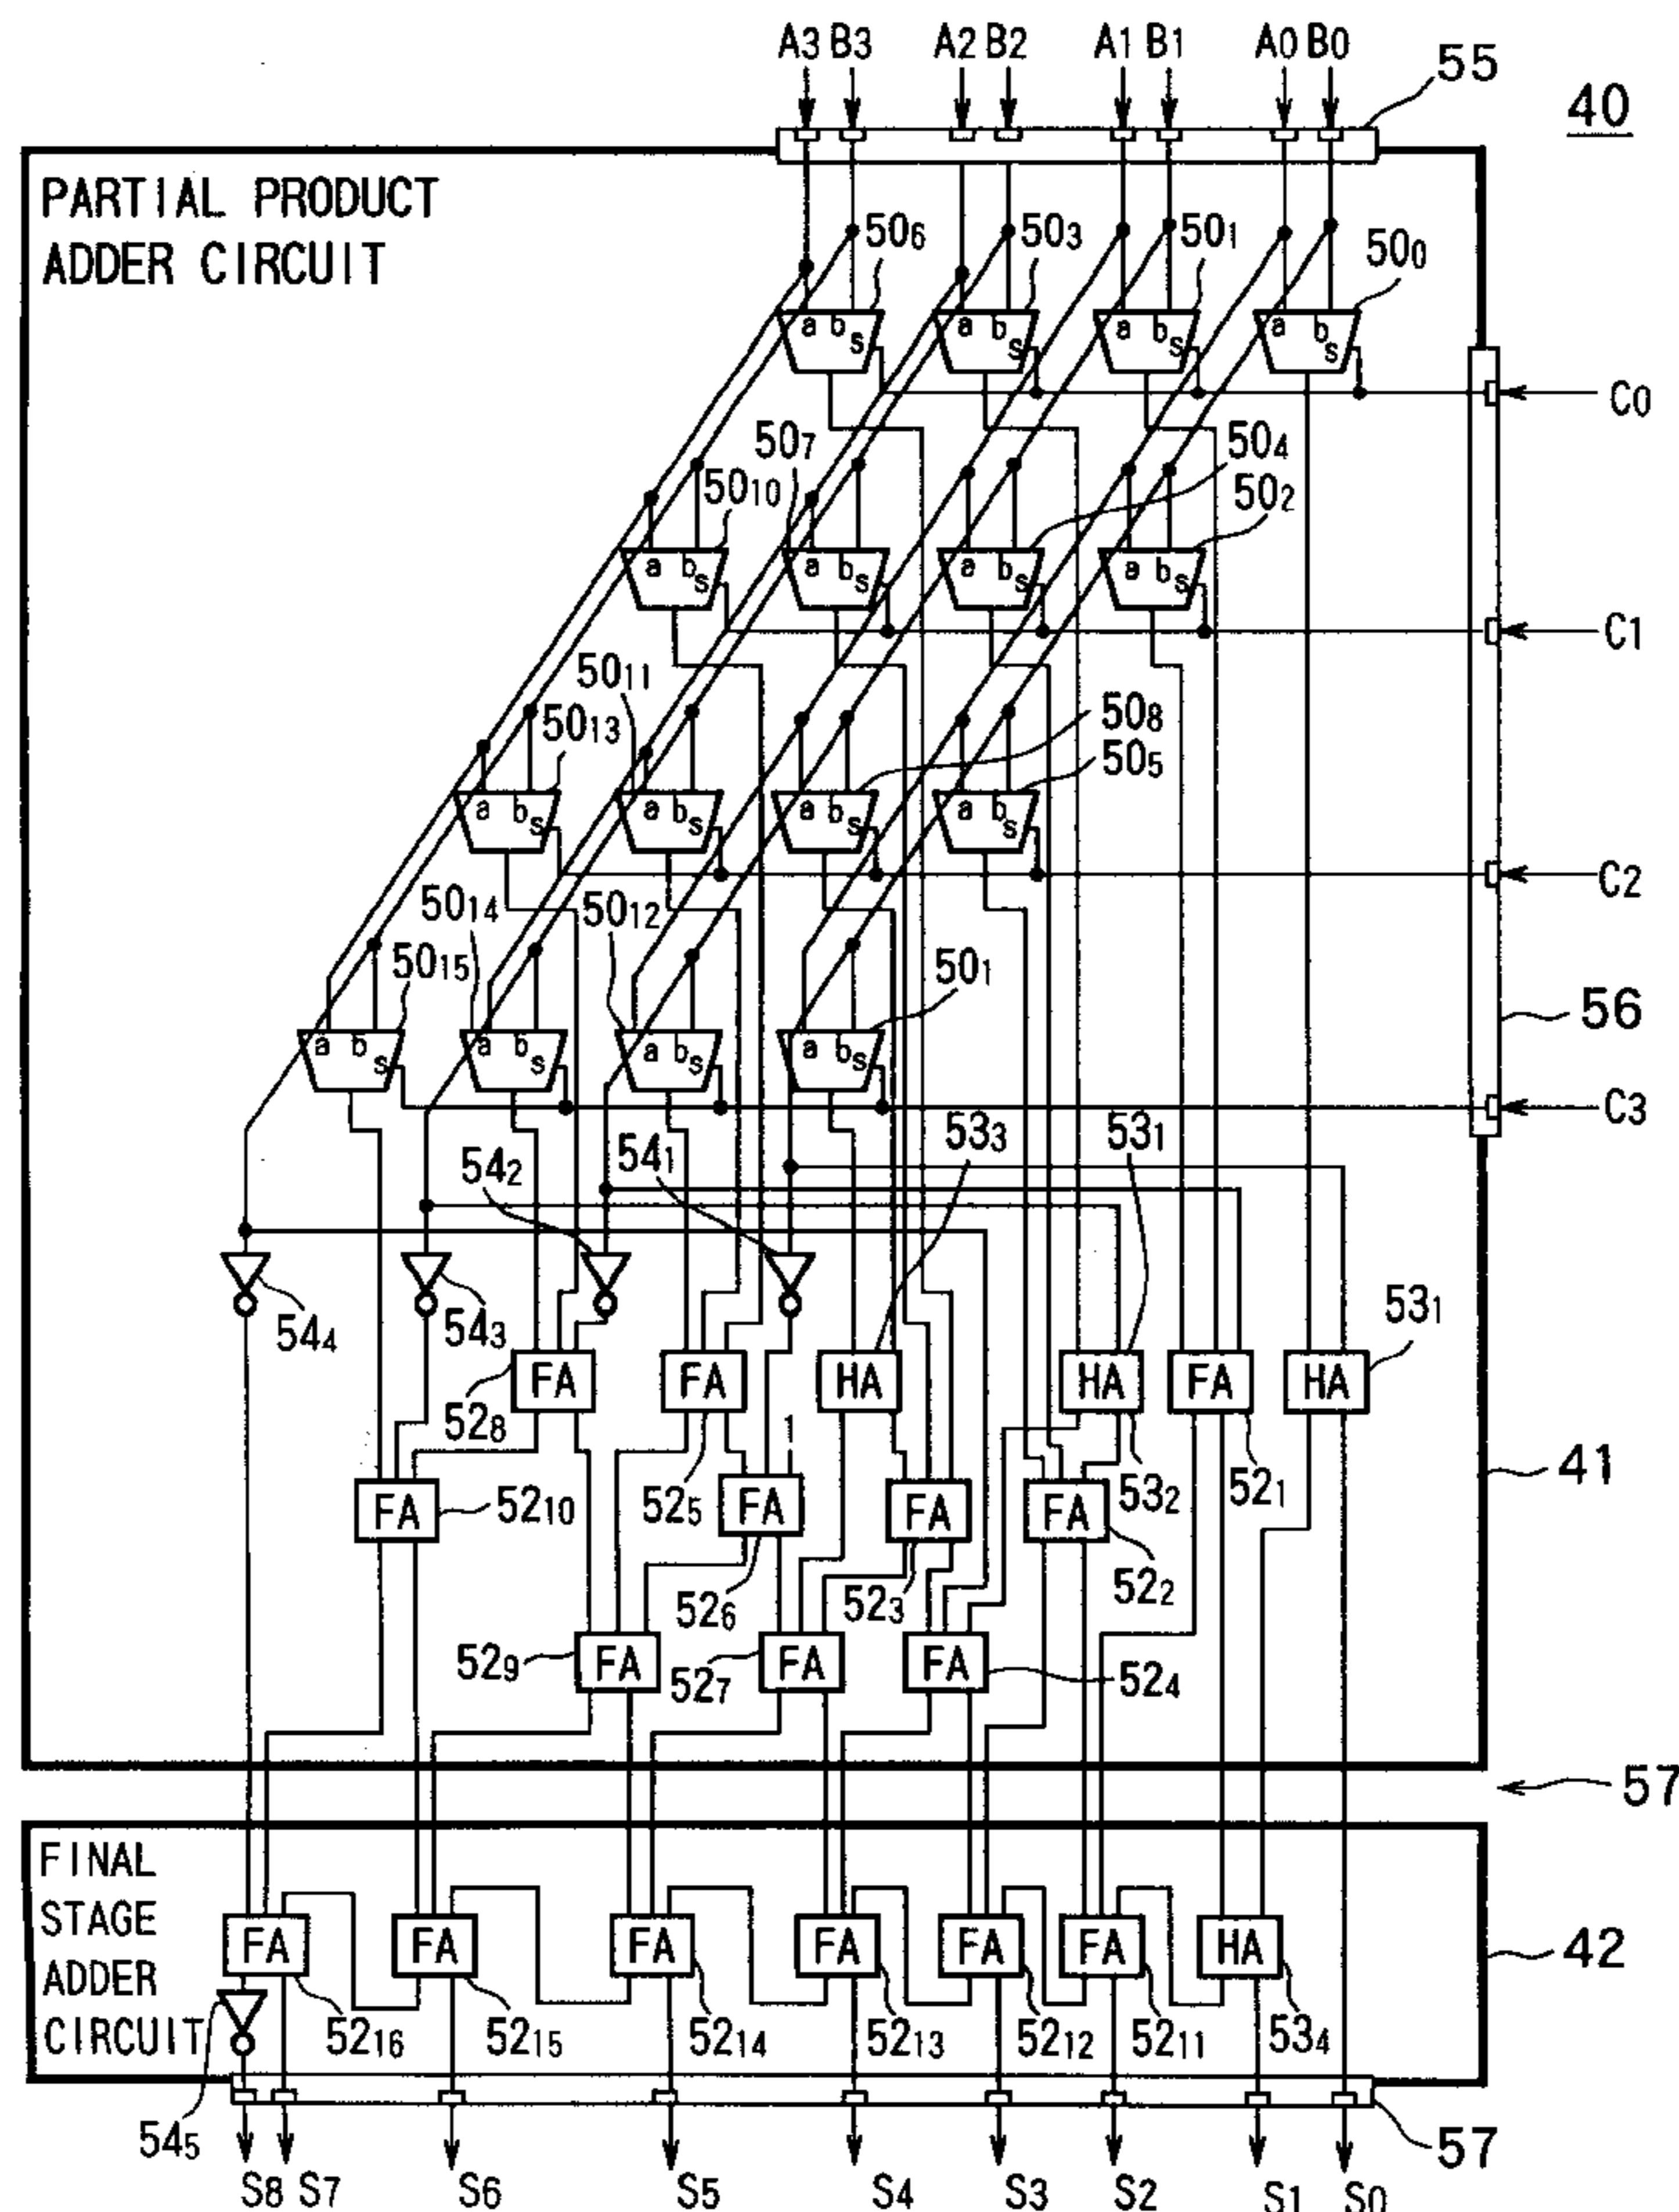 A3 B3 A2 B2 A1 B1 A0 B0
55
40
PARTIAL PRODUCT
ADDER CIRCUIT
50₆ 50₃ 50₁ 50₀
a b s a b s a b s a b s
C0
50₇ 50₄
50₁₀ 50₂
a b s a b s a b s a b s
C1
50₁₁ 50₈
50₁₃ 50₅
a b s a b s a b s a b s
C2
50₁₄ 50₁₂
50₁₅ 50₁
56
a b s a b s a b s a b s
C3
54₂ 54₁ 53₃ 53₁
54₄ 54₃ 53₁
FA FA HA HA FA HA
52₈ 1
52₅ 53₂ 52₁ 41
FA 52₁₀ FA FA FA
52₆ 52₃ 52₂
52₉ FA 52₇ FA FA 52₄
57
FINAL
STAGE
ADDER
CIRCUIT
FA FA FA FA FA FA HA
42
54₅ 52₁₆ 52₁₅ 52₁₄ 52₁₃ 52₁₂ 52₁₁ 53₄
57
S8 S7 S6 S5 S4 S3 S2 S1 S0